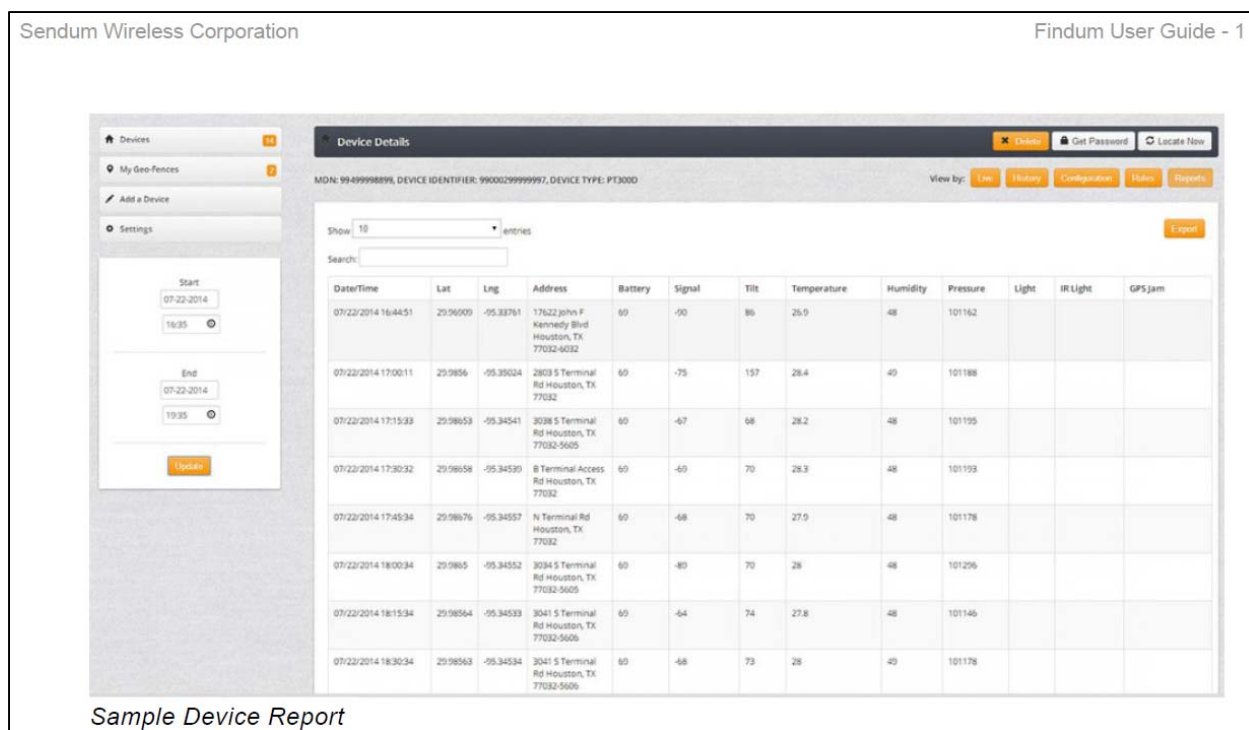 Sendum Wireless Corporation
Findum User Guide - 1
Devices 14
My Geo-Fences 2
Add a Device
Settings
Start
07-22-2014
16:35
End
07-22-2014
19:35
Update
Device Details
Delete Get Password Locate Now
MDN: 99499998899, DEVICE IDENTIFIER: 99000299999997, DEVICE TYPE: PT300D
View by: Live History Configuration Rules Reports
Show 10 entries
Export
Search:
Date/Time Lat Lng Address Battery Signal Tilt Temperature Humidity Pressure Light IR Light GPS Jam
07/22/2014 16:44:51 29.96909 -95.33761 17622 John F 69 -90 86 26.9 48 101162
Kennedy Blvd
Houston, TX
77032-6032
07/22/2014 17:00:11 29.9856 -95.35024 2803 S Terminal 69 -75 157 28.4 49 101188
Rd Houston, TX
77032
07/22/2014 17:15:33 29.98653 -95.34541 3038 S Terminal 69 -67 68 28.2 48 101195
Rd Houston, TX
77032-5605
07/22/2014 17:30:32 29.98658 -95.34539 B Terminal Access 69 -69 70 28.3 48 101193
Rd Houston, TX
77032
07/22/2014 17:45:34 29.98676 -95.34557 N Terminal Rd 69 -68 70 27.9 48 101178
Houston, TX
77032
07/22/2014 18:00:34 29.9865 -95.34552 3034 S Terminal 69 -89 70 28 48 101296
Rd Houston, TX
77032-5605
07/22/2014 18:15:34 29.98564 -95.34533 3041 S Terminal 69 -64 74 27.8 48 101146
Rd Houston, TX
77032-5606
07/22/2014 18:30:34 29.98563 -95.34534 3041 S Terminal 69 -68 73 28 49 101178
Rd Houston, TX
77032-5606
Sample Device Report